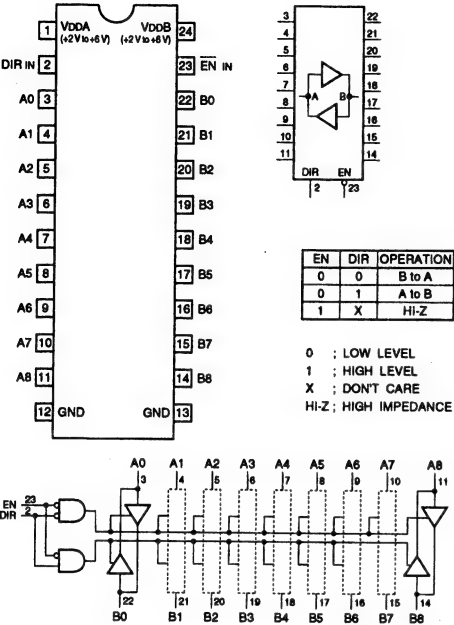 1 VDDA VDDB 24
(+2V to+6V) (+2V to+6V)
DIR IN 2 23 EN IN
A0 3 22 B0
A1 4 21 B1
A2 5 20 B2
A3 6 19 B3
A4 7 18 B4
A5 8 17 B5
A6 9 16 B6
A7 10 15 B7
A8 11 14 B8
12 GND GND 13
3 22
4 21
5 20
6 19
7 A B 18
8 17
9 16
10 15
11 14
DIR EN
2 23
EN DIR OPERATION
0 0 B to A
0 1 A to B
1 X Hi-Z
0 ; LOW LEVEL
1 ; HIGH LEVEL
X ; DON'T CARE
Hi-Z ; HIGH IMPEDANCE
A0 A1 A2 A3 A4 A5 A6 A7 A8
3 4 5 6 7 8 9 10 11
EN 23
DIR 2
22 21 20 19 18 17 16 15 14
B0 B1 B2 B3 B4 B5 B6 B7 B8